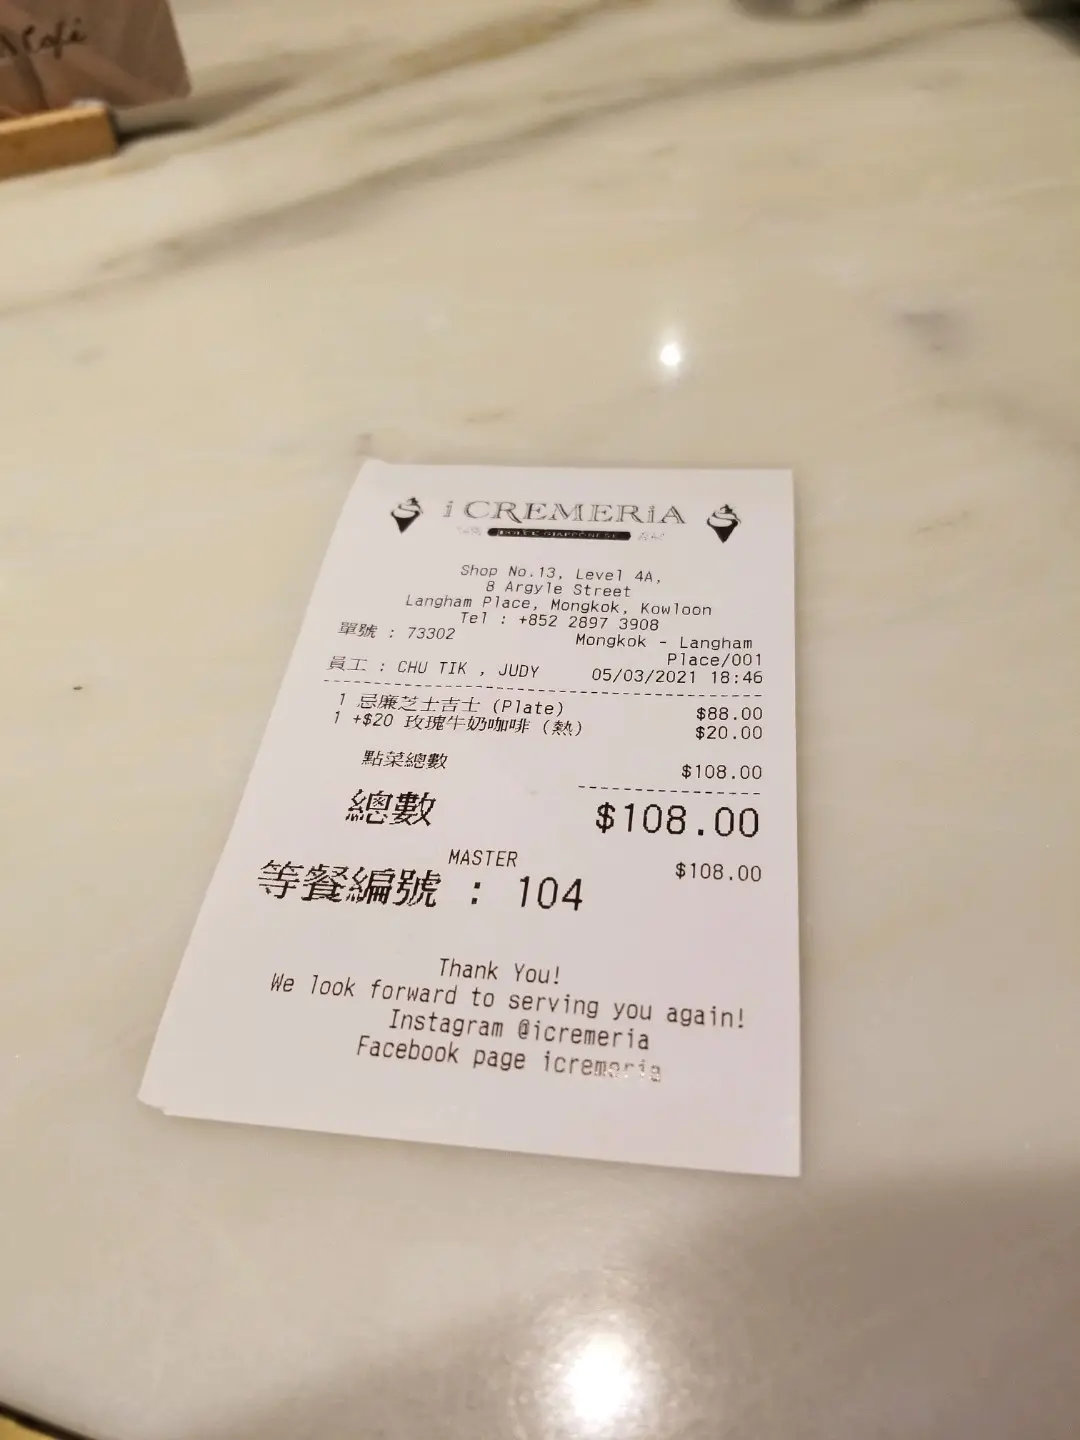 Café
i CREMERiA
DOLCE GIAPPONESE
Shop No.13, Level 4A,
8 Argyle Street
Langham Place, Mongkok, Kowloon
Tel : +852 2897 3908
單號 : 73302
Mongkok - Langham
Place/001
員工 : CHU TIK , JUDY 05/03/2021 18:46
1 忌廉芝士吉士 (Plate) $88.00
1 +$20 玫瑰牛奶咖啡 (熱) $20.00
點菜總數 $108.00
總數 $108.00
MASTER $108.00
等餐編號 : 104
Thank You!
We look forward to serving you again!
Instagram @icremeria
Facebook page icremeria